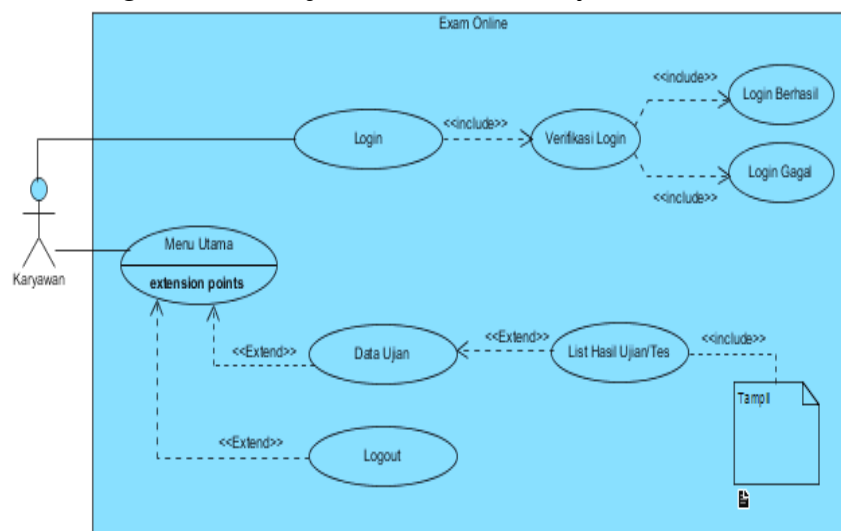 Exam Online
<<include>>
Login Berhasil
Login
<<include>>
Verifikasi Login
Login Gagal
<<include>>
Karyawan
Menu Utama
extension points
<<Extend>>
Data Ujian
<<Extend>>
List Hasil Ujian/Tes
<<include>>
Tampil
<<Extend>>
Logout